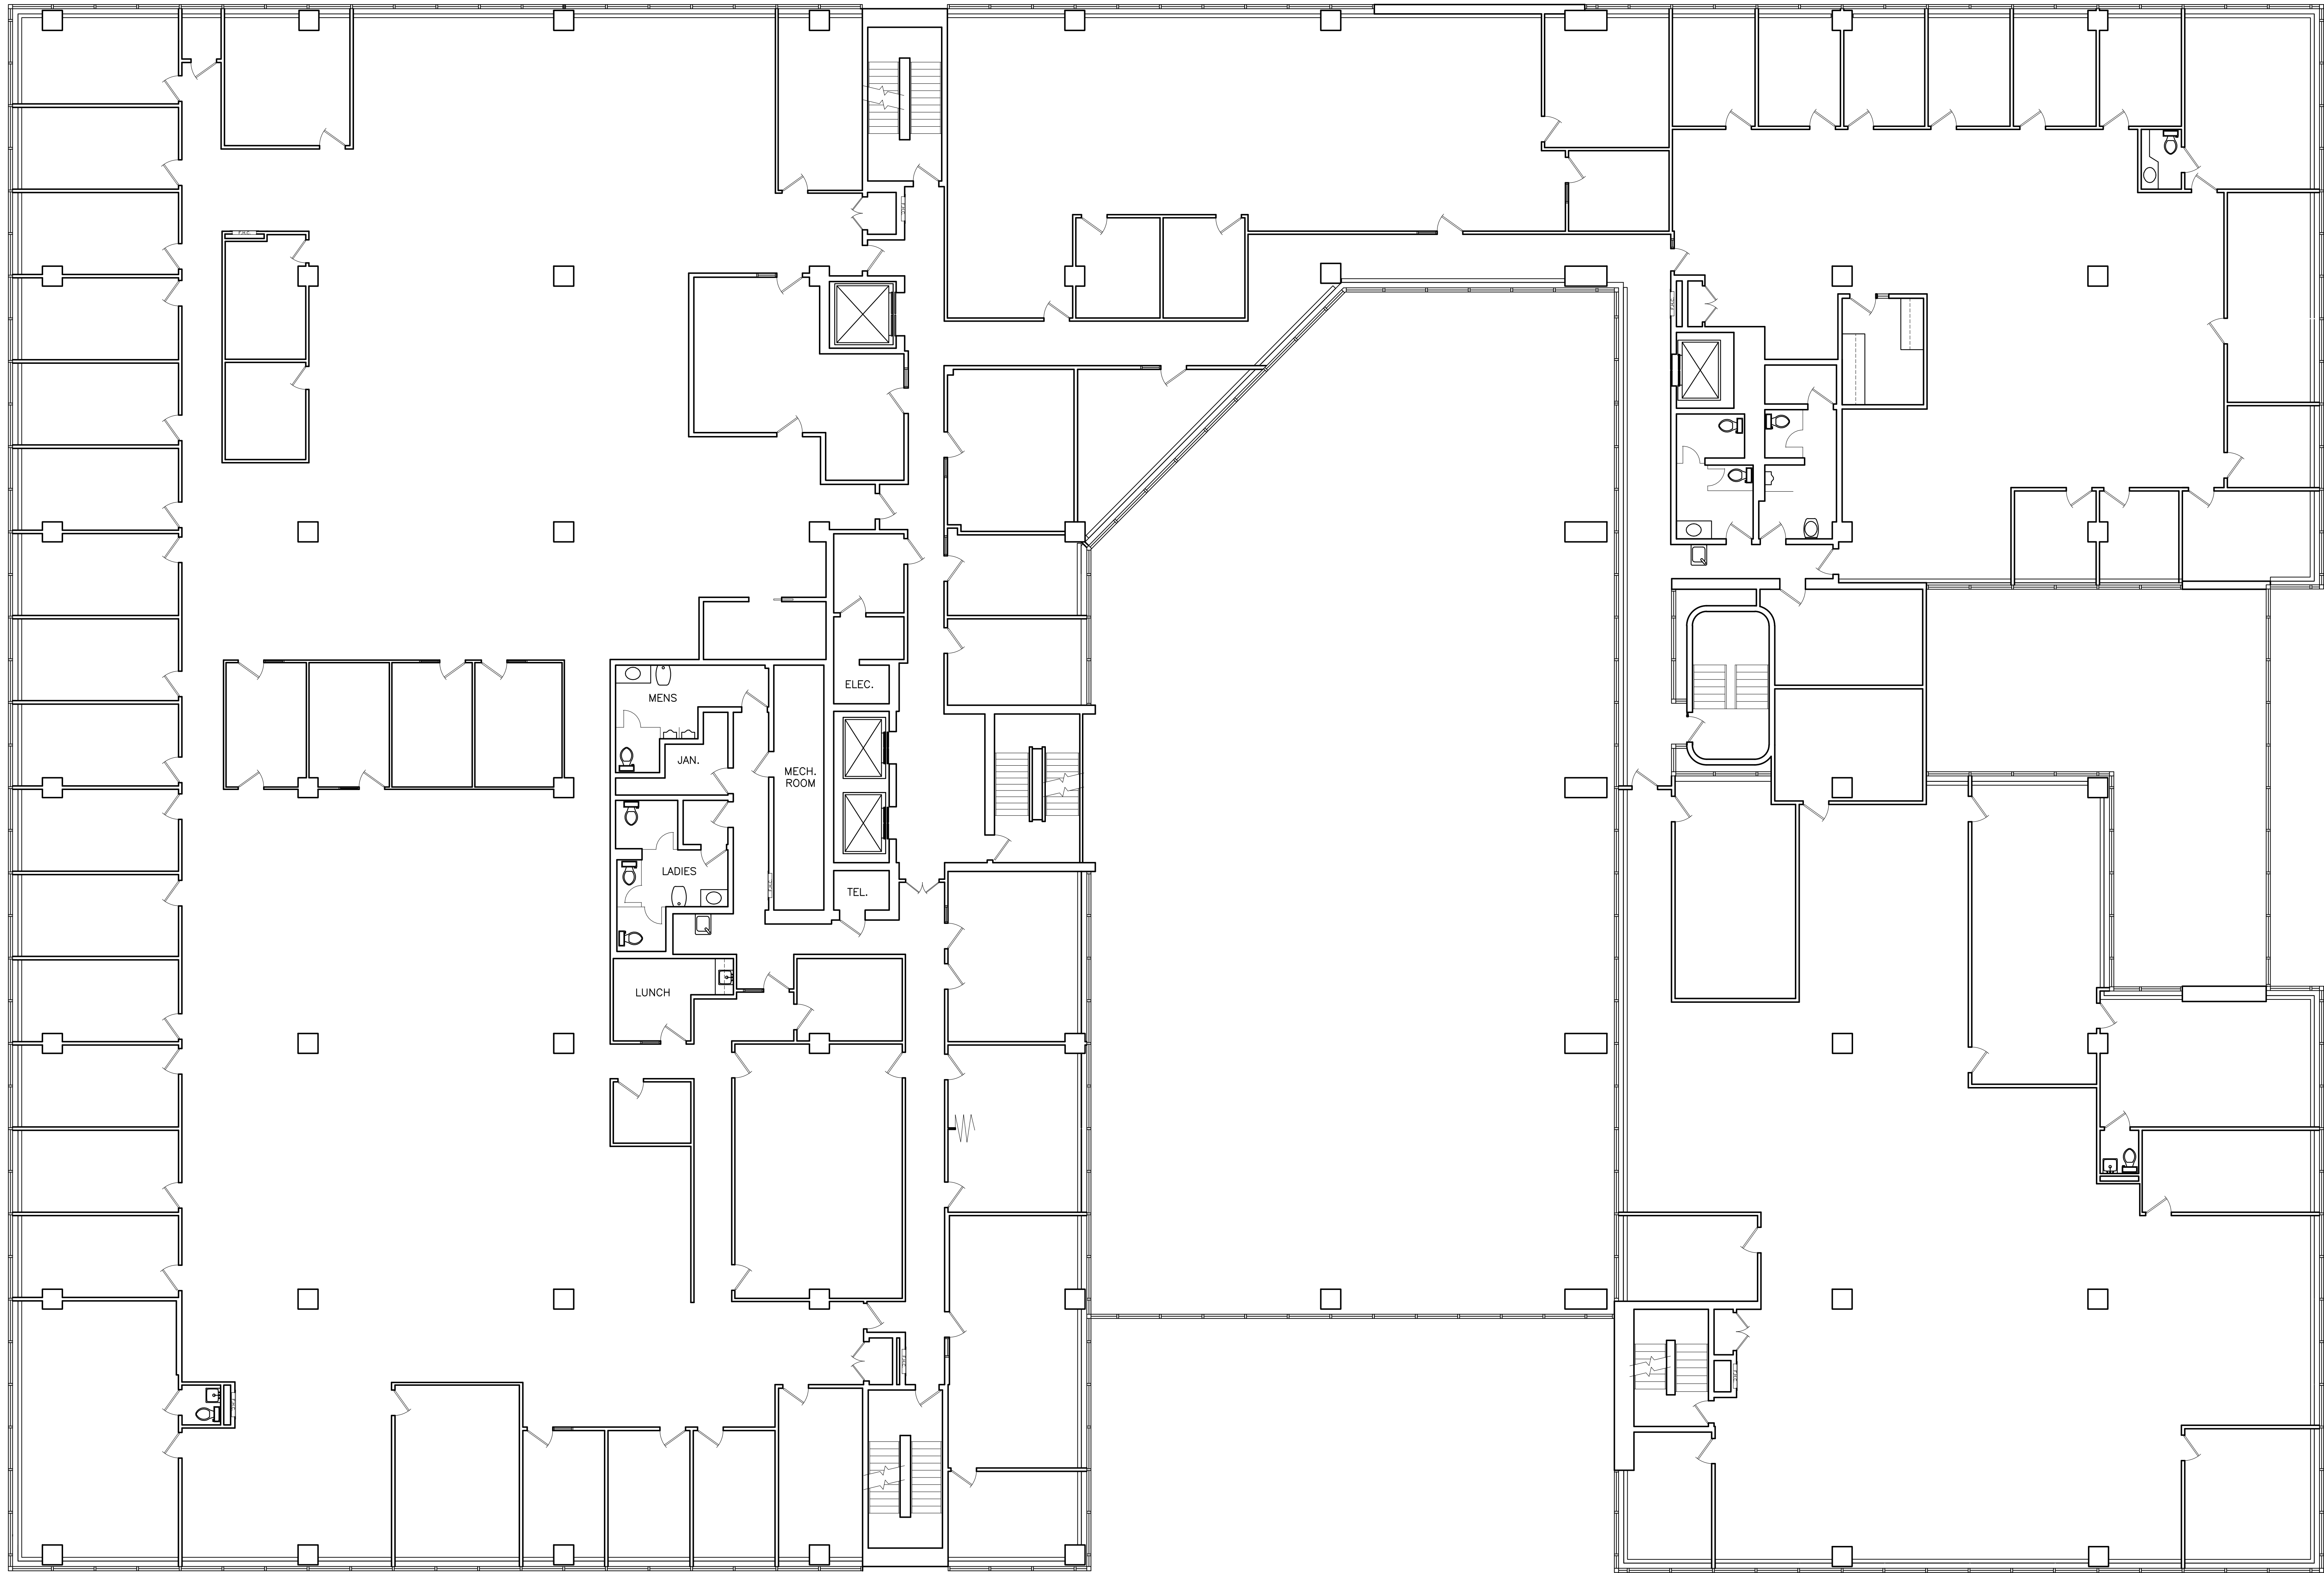 F.H.C.
MENS
ELEC.
JAN.
MECH.
ROOM
LADIES
TEL.
LUNCH